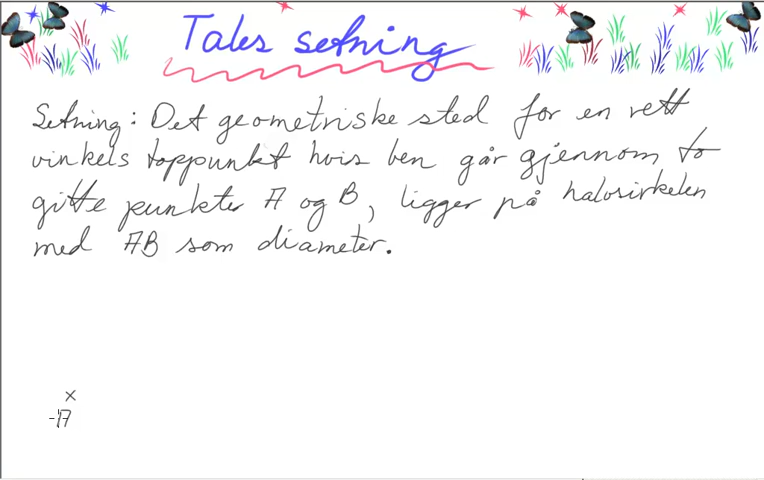 Tales setning
Setning: Det geometriske sted for en rett
vinkels toppunkt hvis ben går gjennom to
gitte punkter A og B, ligger på halvsirkelen
med AB som diameter.
×